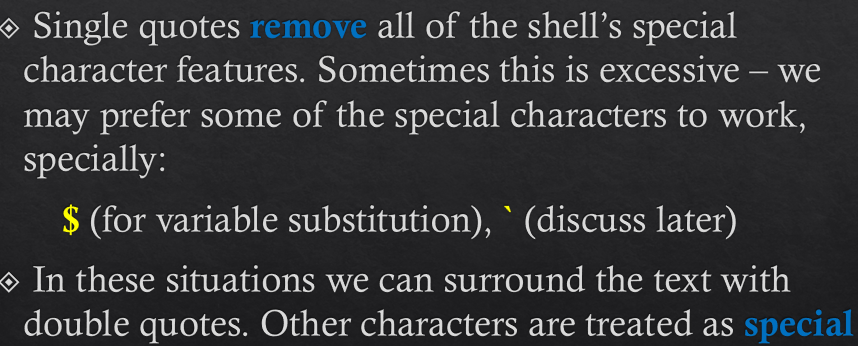 Single quotes remove all of the shell’s special
character features. Sometimes this is excessive – we
may prefer some of the special characters to work,
specially:
$ (for variable substitution), ` (discuss later)
In these situations we can surround the text with
double quotes. Other characters are treated as special